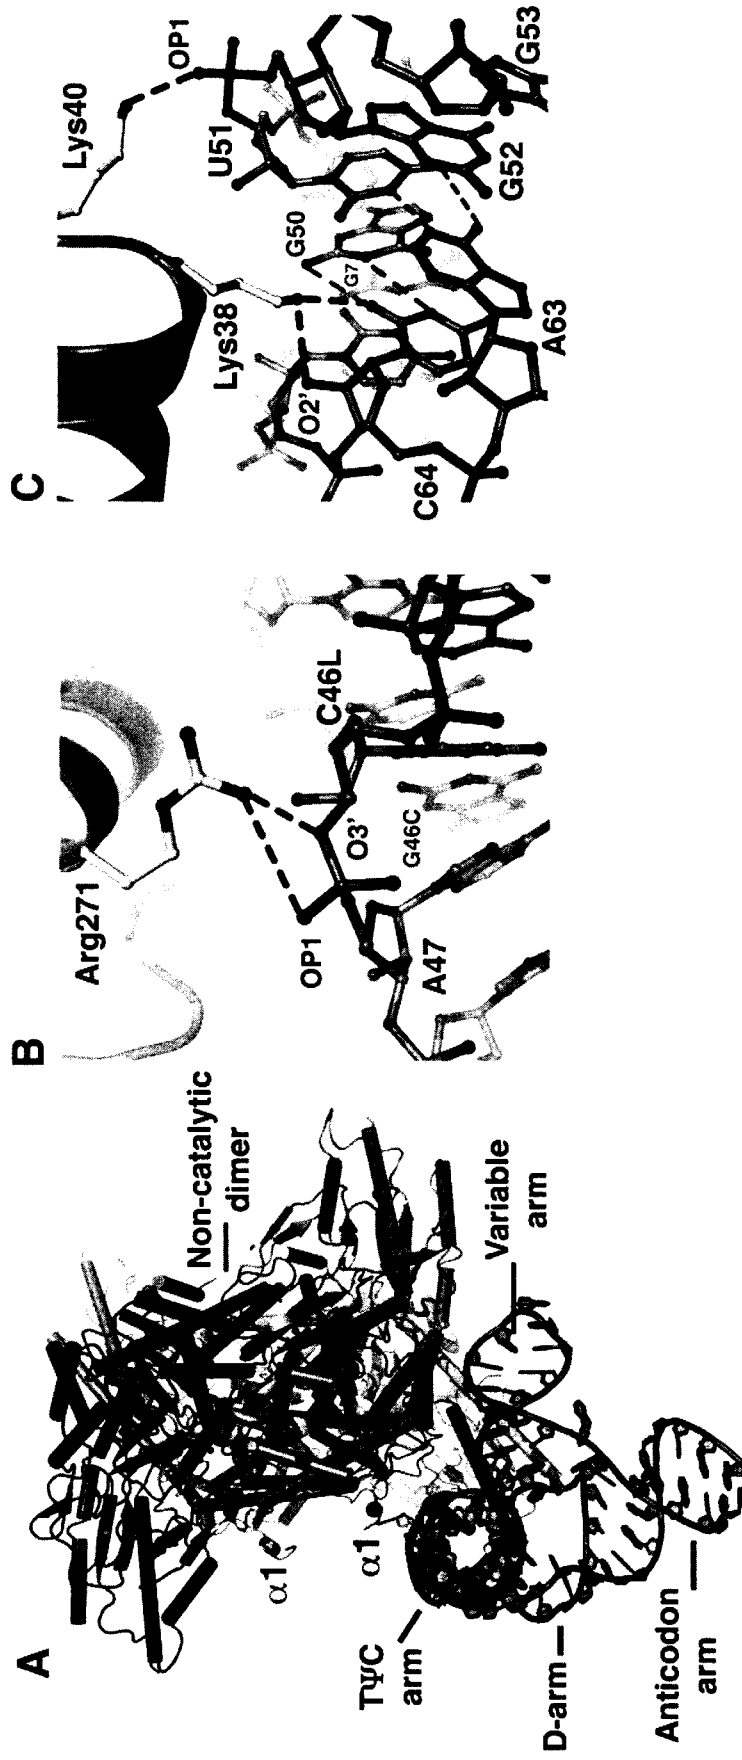 A
Non-catalytic
dimer
α1
α1
TΨC
arm
Variable
arm
D-arm
Anticodon
arm
B
Arg271
C46L
OP1
O3'
G46C
A47
C
Lys40
OP1
Lys38
U51
G50
G7
O2'
G52
G53
C64
A63